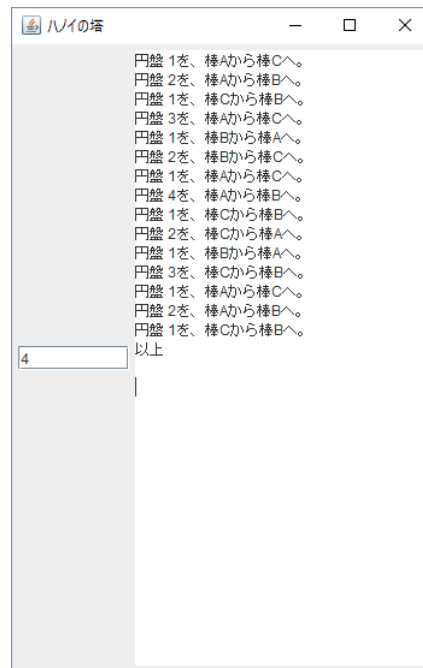 ハノイの塔
円盤 1を、棒Aから棒Cへ。
円盤 2を、棒Aから棒Bへ。
円盤 1を、棒Cから棒Bへ。
円盤 3を、棒Aから棒Cへ。
円盤 1を、棒Bから棒Aへ。
円盤 2を、棒Bから棒Cへ。
円盤 1を、棒Aから棒Cへ。
円盤 4を、棒Aから棒Bへ。
円盤 1を、棒Cから棒Bへ。
円盤 2を、棒Cから棒Aへ。
円盤 1を、棒Bから棒Aへ。
円盤 3を、棒Cから棒Bへ。
円盤 1を、棒Aから棒Cへ。
円盤 2を、棒Aから棒Bへ。
円盤 1を、棒Cから棒Bへ。
以上
4